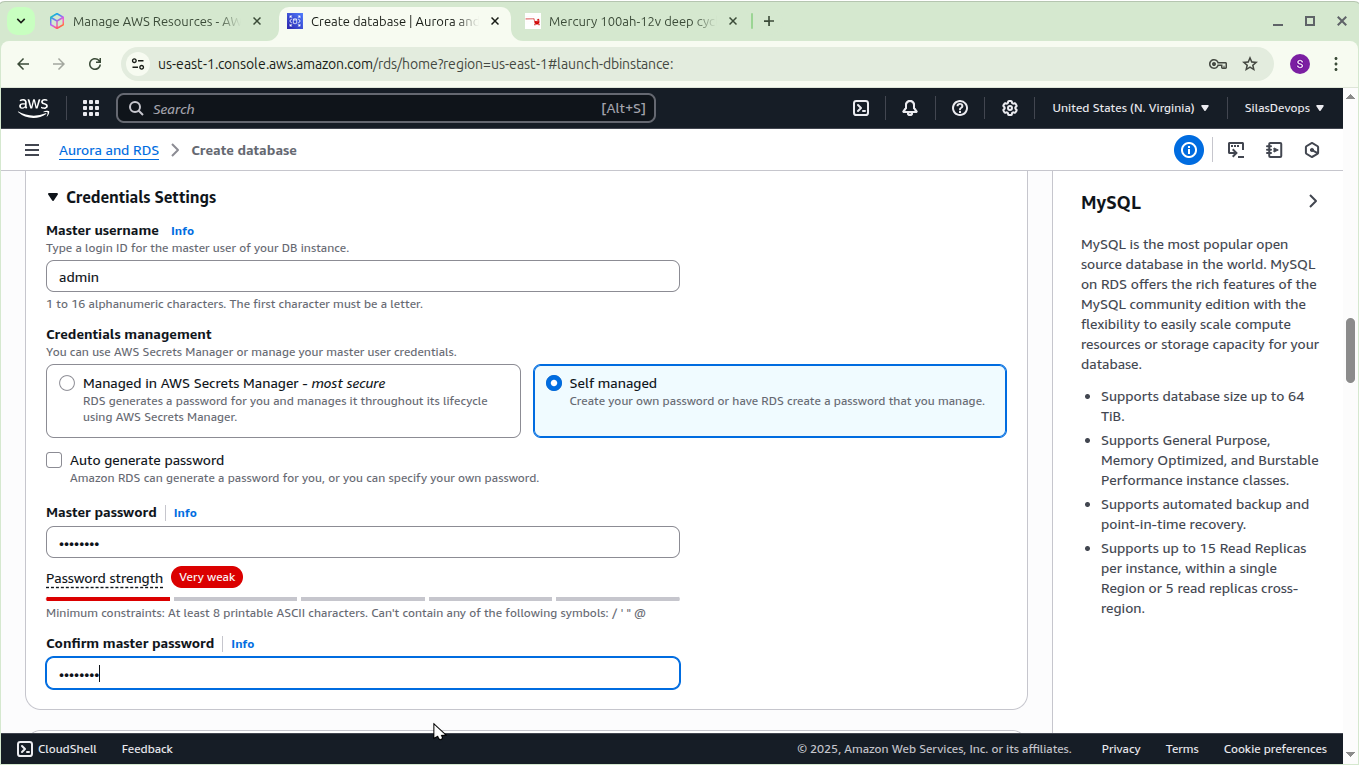 Manage AWS Resources - AW
Create database | Aurora and
Mercury 100ah-12v deep cyc
us-east-1.console.aws.amazon.com/rds/home?region=us-east-1#launch-dbinstance:
S
aws
Search
[Alt+S]
United States (N. Virginia)
SilasDevops
Aurora and RDS
Create database
Credentials Settings
Master username
Info
Type a login ID for the master user of your DB instance.
admin
1 to 16 alphanumeric characters. The first character must be a letter.
Credentials management
You can use AWS Secrets Manager or manage your master user credentials.
Managed in AWS Secrets Manager - most secure
RDS generates a password for you and manages it throughout its lifecycle
using AWS Secrets Manager.
Self managed
Create your own password or have RDS create a password that you manage.
Auto generate password
Amazon RDS can generate a password for you, or you can specify your own password.
Master password
Info
••••••••
Password strength
Very weak
Minimum constraints: At least 8 printable ASCII characters. Can't contain any of the following symbols: / ' " @
Confirm master password
Info
••••••••
MySQL
MySQL is the most popular open
source database in the world. MySQL
on RDS offers the rich features of the
MySQL community edition with the
flexibility to easily scale compute
resources or storage capacity for your
database.
• Supports database size up to 64
TiB.
• Supports General Purpose,
Memory Optimized, and Burstable
Performance instance classes.
• Supports automated backup and
point-in-time recovery.
• Supports up to 15 Read Replicas
per instance, within a single
Region or 5 read replicas cross-
region.
CloudShell
Feedback
© 2025, Amazon Web Services, Inc. or its affiliates.
Privacy
Terms
Cookie preferences